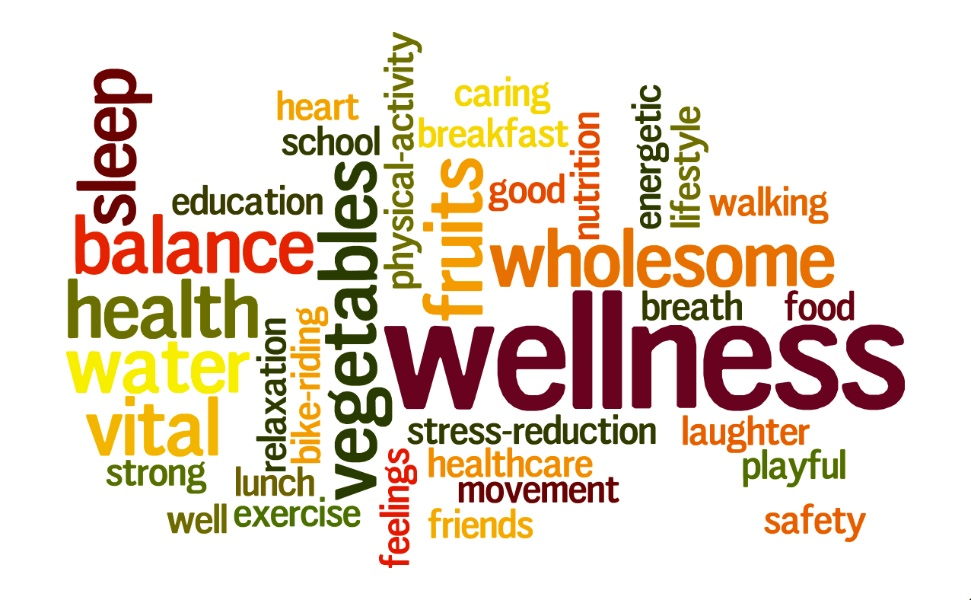 sleep
heart
school
education
balance
health
water
vital
strong
well
lunch
exercise
relaxation
bike-riding
vegetables
physical-activity
caring
breakfast
fruits
good
nutrition
energetic
lifestyle
walking
wholesome
breath
food
wellness
stress-reduction
laughter
healthcare
playful
movement
feelings
friends
safety